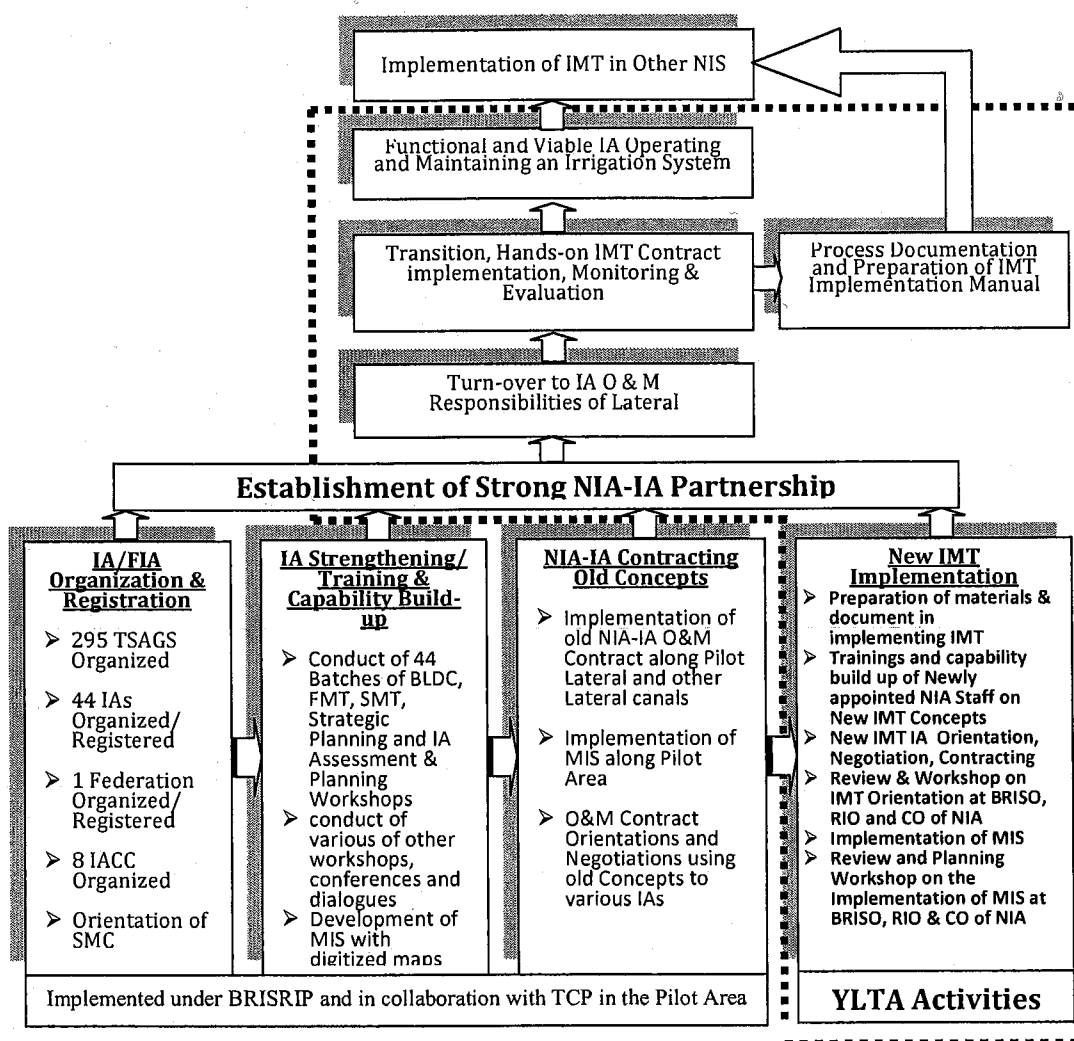 Implementation of IMT in Other NIS
Functional and Viable IA Operating
and Maintaining an Irrigation System
Transition, Hands-on IMT Contract
implementation, Monitoring &
Evaluation
Process Documentation
and Preparation of IMT
Implementation Manual
Turn-over to IA O & M
Responsibilities of Lateral
Establishment of Strong NIA-IA Partnership
IA/FIA
Organization &
Registration
➢ 295 TSAGS
Organized
➢ 44 IAs
Organized/
Registered
➢ 1 Federation
Organized/
Registered
➢ 8 IACC
Organized
➢ Orientation of
SMC
IA Strengthening/
Training &
Capability Build-
up
➢ Conduct of 44
Batches of BLDC,
FMT, SMT,
Strategic
Planning and IA
Assessment &
Planning
Workshops
➢ conduct of
various of other
workshops,
conferences and
dialogues
➢ Development of
MIS with
digitized maps
NIA-IA Contracting
Old Concepts
➢ Implementation of
old NIA-IA O&M
Contract along Pilot
Lateral and other
Lateral canals
➢ Implementation of
MIS along Pilot
Area
➢ O&M Contract
Orientations and
Negotiations using
old Concepts to
various IAs
New IMT
Implementation
➢ Preparation of materials &
document in
implementing IMT
➢ Trainings and capability
build up of Newly
appointed NIA Staff on
New IMT Concepts
➢ New IMT IA Orientation,
Negotiation, Contracting
➢ Review & Workshop on
IMT Orientation at BRISO,
RIO and CO of NIA
➢ Implementation of MIS
➢ Review and Planning
Workshop on the
Implementation of MIS at
BRISO, RIO & CO of NIA
Implemented under BRISRIP and in collaboration with TCP in the Pilot Area
YLTA Activities